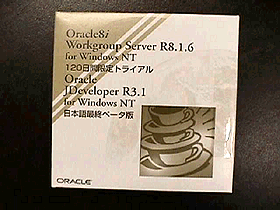 Oracle8i
Workgroup Server R8.1.6
for Windows NT
120日間限定トライアル
Oracle
JDeveloper R3.1
for Windows NT
日本語最終ベータ版
ORACLE